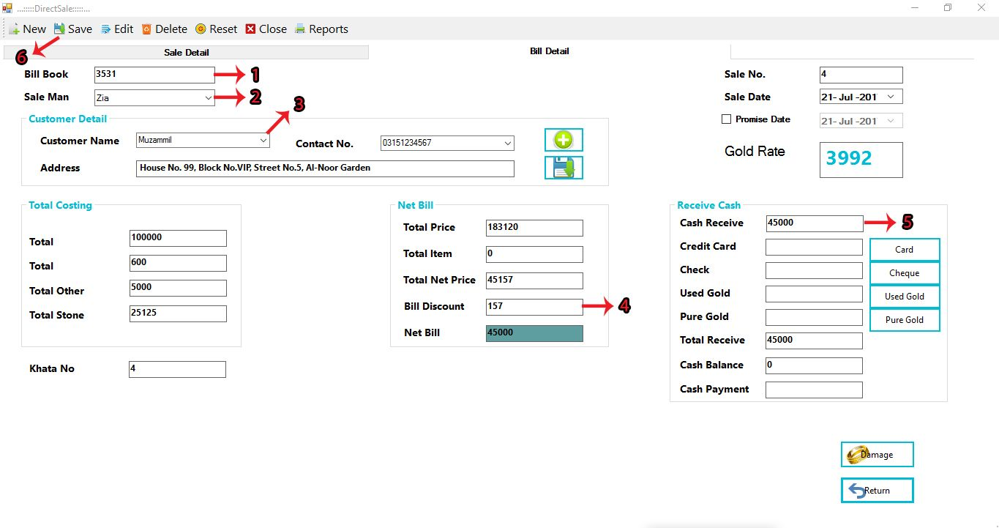 ...:::::DirectSale:::::...
New Save Edit Delete Reset Close Reports
6
Sale Detail
Bill Detail
Bill Book 3531 1
Sale Man Zia 2
3
Customer Detail
Customer Name Muzammil
Contact No. 03151234567
Address House No. 99, Block No.VIP, Street No.5, Al-Noor Garden
Sale No. 4
Sale Date 21- Jul -201
Promise Date 21- Jul -201
Gold Rate 3992
Total Costing
Total 100000
Total 600
Total Other 5000
Total Stone 25125
Khata No 4
Net Bill
Total Price 183120
Total Item 0
Total Net Price 45157
Bill Discount 157 4
Net Bill 45000
Receive Cash
Cash Receive 45000 5
Credit Card Card
Check Cheque
Used Gold Used Gold
Pure Gold Pure Gold
Total Receive 45000
Cash Balance 0
Cash Payment
Damage
Return